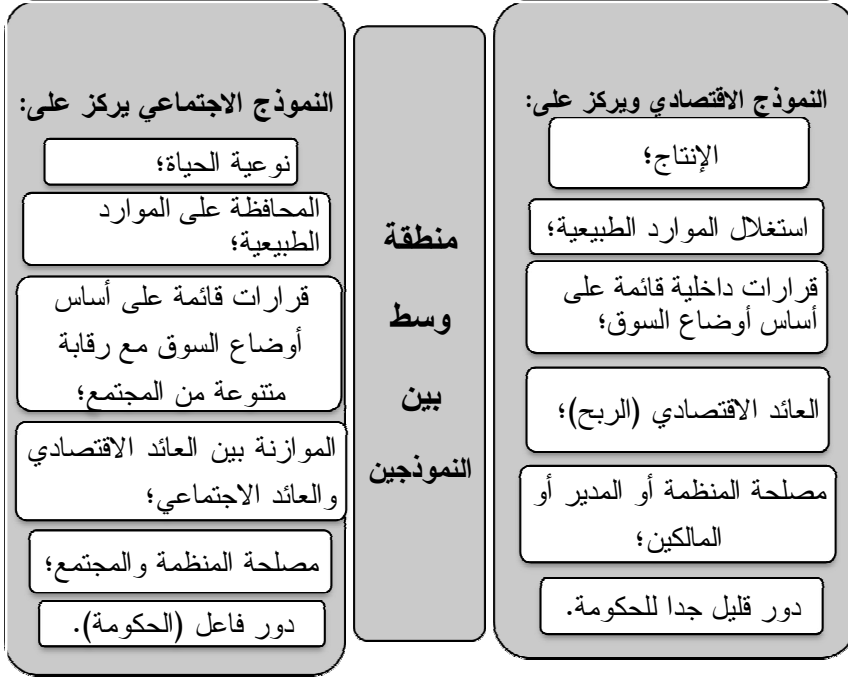 النموذج الاقتصادي ويركز على:
الإنتاج؛
استغلال الموارد الطبيعية؛
قرارات داخلية قائمة على
أساس أوضاع السوق؛
العائد الاقتصادي (الربح)؛
مصلحة المنظمة أو المدير أو
المالكين؛
دور قليل جدا للحكومة.
منطقة
وسط
بين
النموذجين
النموذج الاجتماعي يركز على:
نوعية الحياة؛
المحافظة على الموارد
الطبيعية؛
قرارات قائمة على أساس
أوضاع السوق مع رقابة
متنوعة من المجتمع؛
الموازنة بين العائد الاقتصادي
والعائد الاجتماعي؛
مصلحة المنظمة والمجتمع؛
دور فاعل (الحكومة).